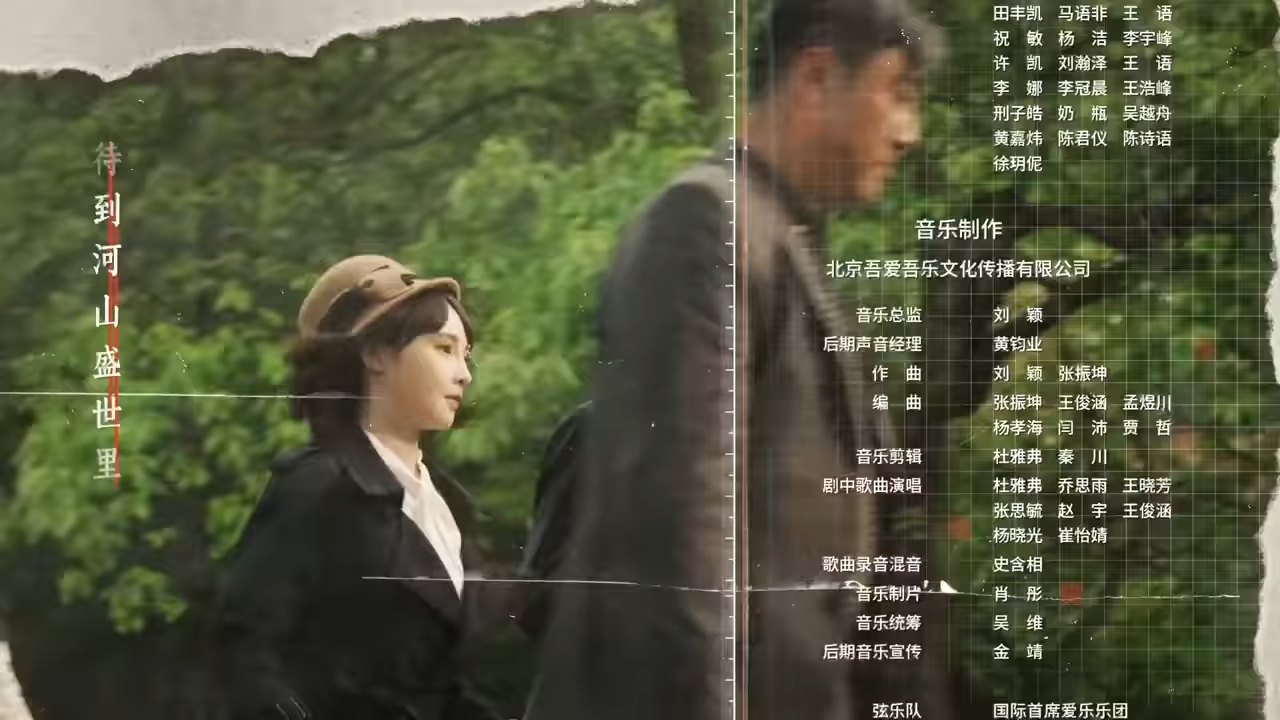 待到河山盛世里
田丰凯 马语非 王 语
祝 敏 杨 洁 李宇峰
许 凯 刘瀚泽 王 语
李 娜 李冠晨 王浩峰
刑子皓 奶 瓶 吴越舟
黄嘉炜 陈君仪 陈诗语
徐玥伲
音乐制作
北京吾爱吾乐文化传播有限公司
音乐总监 刘 颖
后期声音经理 黄钧业
作 曲 刘 颖 张振坤
编 曲 张振坤 王俊涵 孟煜川
杨孝海 闫 沛 贾 哲
音乐剪辑 杜雅弗 秦 川
剧中歌曲演唱 杜雅弗 乔思雨 王晓芳
张思毓 赵 宇 王俊涵
杨晓光 崔怡婧
歌曲录音混音 史含相
音乐制片 肖 彤
音乐统筹 吴 维
后期音乐宣传 金 靖
弦乐队 国际首席爱乐乐团